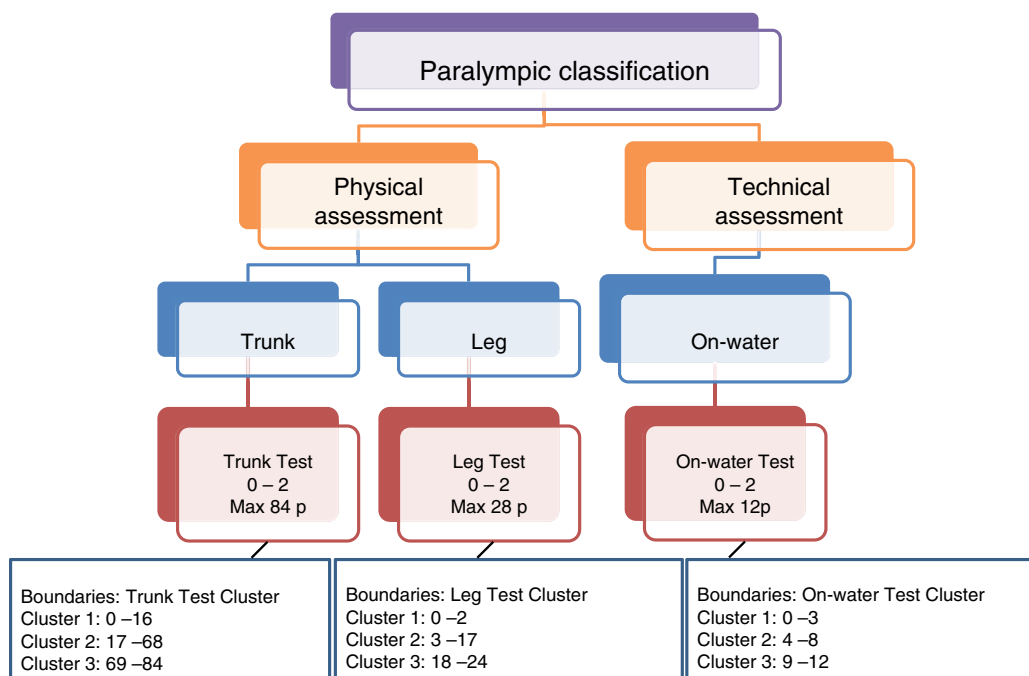 Paralympic classification
Physical
assessment
Technical
assessment
Trunk
Leg
On-water
Trunk Test
0 – 2
Max 84 p
Leg Test
0 – 2
Max 28 p
On-water Test
0 – 2
Max 12p
Boundaries: Trunk Test Cluster
Cluster 1: 0 –16
Cluster 2: 17 –68
Cluster 3: 69 –84
Boundaries: Leg Test Cluster
Cluster 1: 0 –2
Cluster 2: 3 –17
Cluster 3: 18 –24
Boundaries: On-water Test Cluster
Cluster 1: 0 –3
Cluster 2: 4 –8
Cluster 3: 9 –12